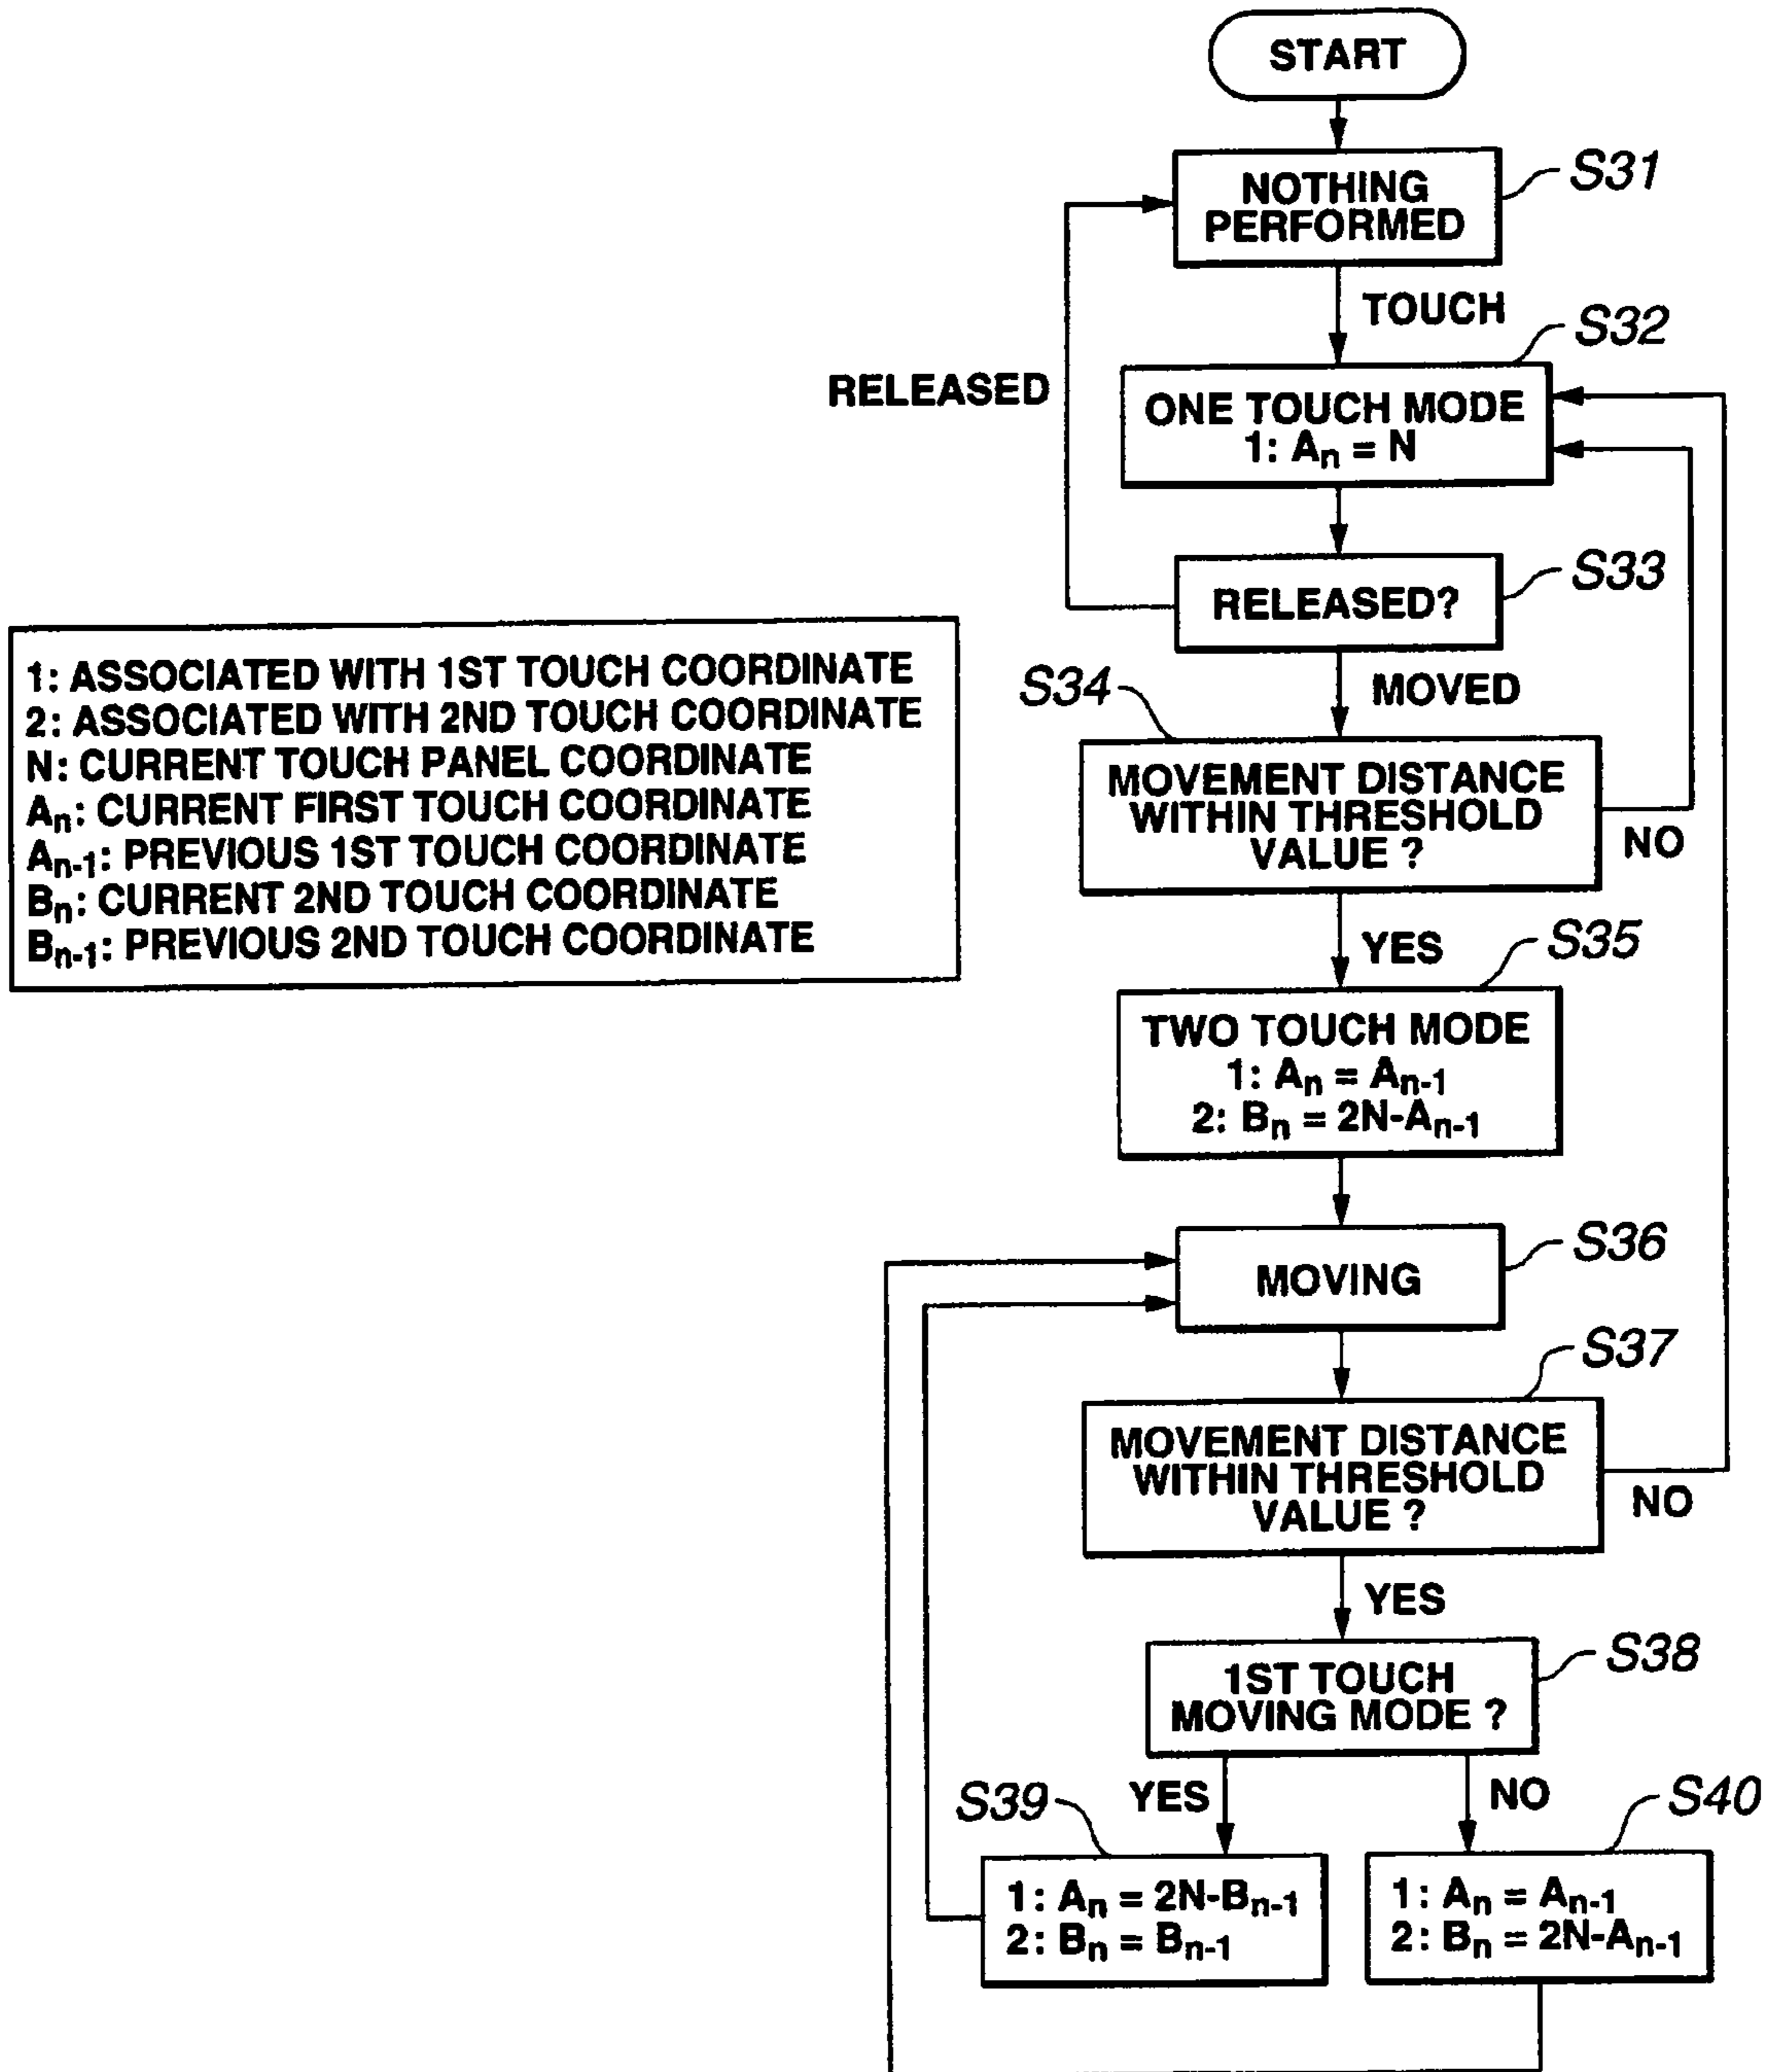 START
NOTHING
PERFORMED
S31
TOUCH
S32
RELEASED
ONE TOUCH MODE
1: Aₙ = N
S33
RELEASED?
1: ASSOCIATED WITH 1ST TOUCH COORDINATE
2: ASSOCIATED WITH 2ND TOUCH COORDINATE
N: CURRENT TOUCH PANEL COORDINATE
Aₙ: CURRENT FIRST TOUCH COORDINATE
Aₙ₋₁: PREVIOUS 1ST TOUCH COORDINATE
Bₙ: CURRENT 2ND TOUCH COORDINATE
Bₙ₋₁: PREVIOUS 2ND TOUCH COORDINATE
S34
MOVED
MOVEMENT DISTANCE
WITHIN THRESHOLD
VALUE ?
NO
YES
S35
TWO TOUCH MODE
1: Aₙ = Aₙ₋₁
2: Bₙ = 2N-Aₙ₋₁
S36
MOVING
S37
MOVEMENT DISTANCE
WITHIN THRESHOLD
VALUE ?
NO
YES
S38
1ST TOUCH
MOVING MODE ?
S39
YES
NO
S40
1: Aₙ = 2N-Bₙ₋₁
2: Bₙ = Bₙ₋₁
1: Aₙ = Aₙ₋₁
2: Bₙ = 2N-Aₙ₋₁